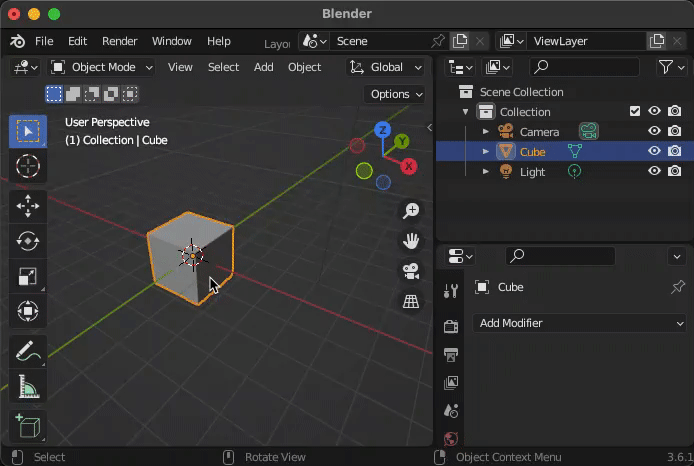 Blender
File Edit Render Window Help Layou Scene ViewLayer
Object Mode View Select Add Object Global
Options
User Perspective
(1) Collection | Cube
Z
Y
X
Scene Collection
Collection
Camera
Cube
Light
Cube
Add Modifier
Select Rotate View Object Context Menu 3.6.1